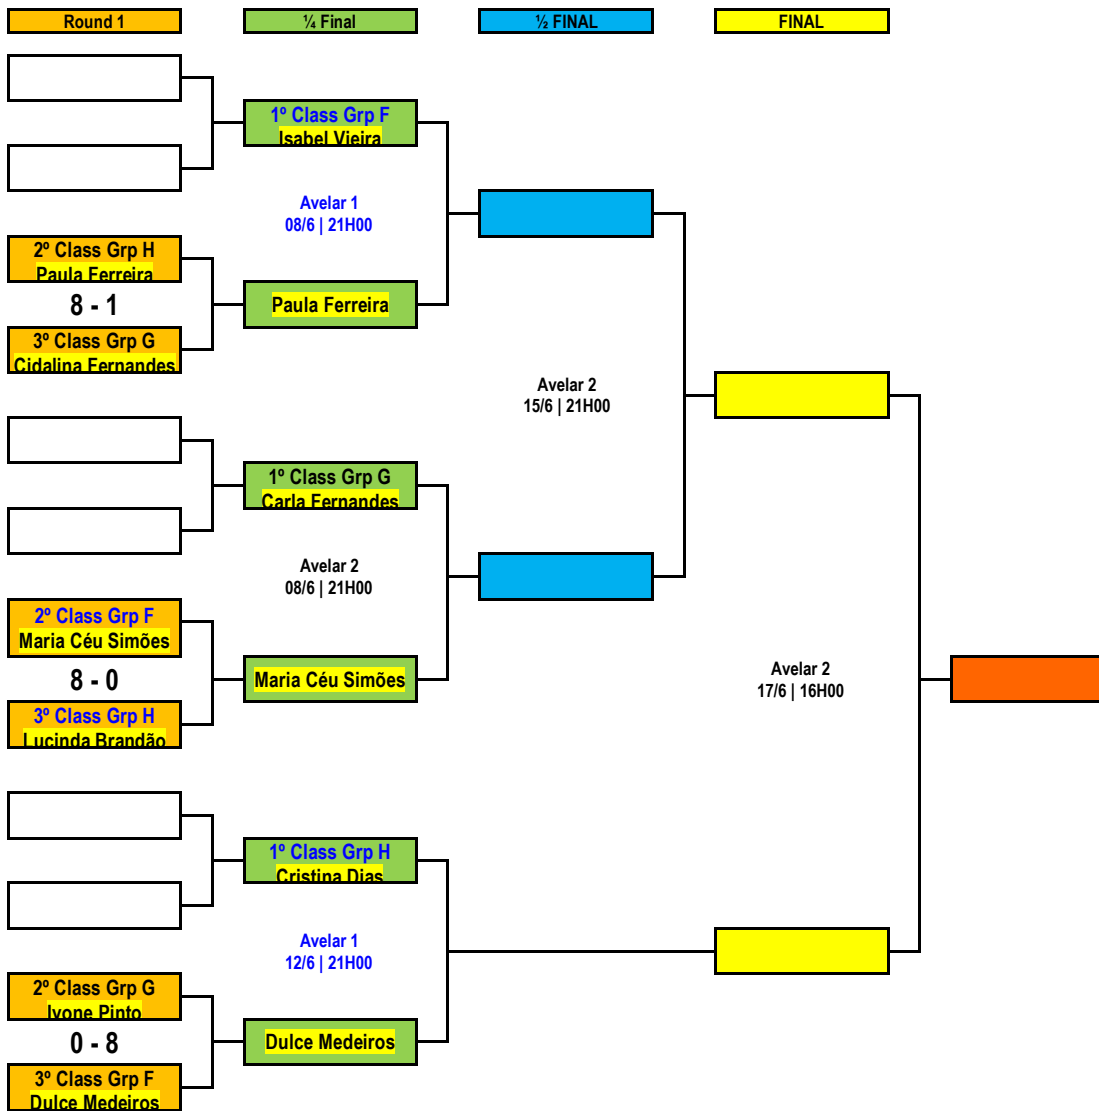 Round 1
¼ Final
½ FINAL
FINAL
1º Class Grp F
Isabel Vieira
Avelar 1
08/6 | 21H00
2º Class Grp H
Paula Ferreira
8 - 1
Paula Ferreira
3º Class Grp G
Cidalina Fernandes
Avelar 2
15/6 | 21H00
1º Class Grp G
Carla Fernandes
Avelar 2
08/6 | 21H00
2º Class Grp F
Maria Céu Simões
8 - 0
Maria Céu Simões
3º Class Grp H
Lucinda Brandão
Avelar 2
17/6 | 16H00
1º Class Grp H
Cristina Dias
Avelar 1
12/6 | 21H00
2º Class Grp G
Ivone Pinto
0 - 8
Dulce Medeiros
3º Class Grp F
Dulce Medeiros